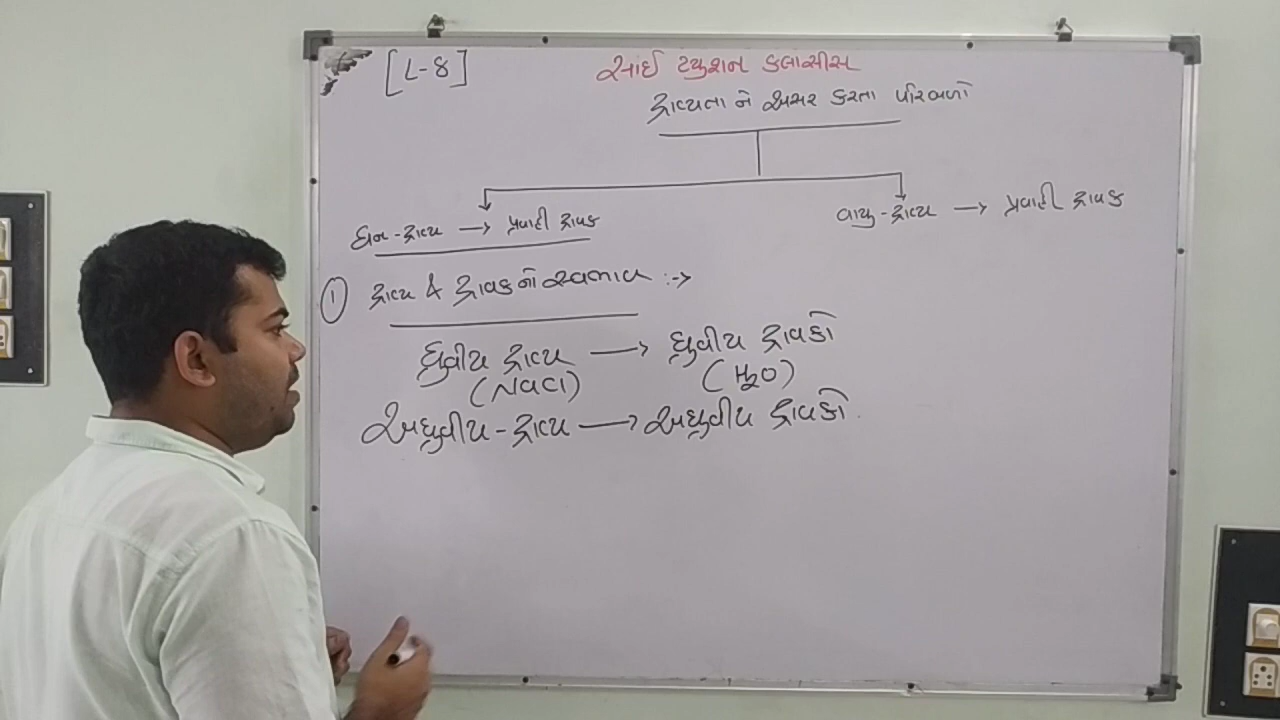 [L-8]
સાંઈ ટ્યુશન ક્લાસીસ
દ્રાવ્યતા ને અસર કરતા પરિબળો
ઘન-દ્રાવ્ય → પ્રવાહી દ્રાવક
વાયુ-દ્રાવ્ય → પ્રવાહી દ્રાવક
① દ્રાવ્ય & દ્રાવક નો સ્વભાવ :→
ધ્રુવીય દ્રાવ્ય → ધ્રુવીય દ્રાવકો
(NaCl) (H2O)
અધ્રુવીય-દ્રાવ્ય → અધ્રુવીય દ્રાવકો.